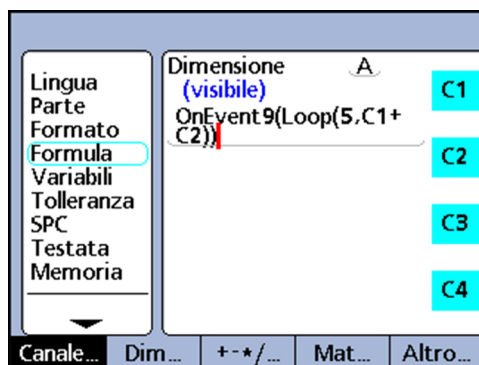 Lingua
Parte
Formato
Formula
Variabili
Tolleranza
SPC
Testata
Memoria
Dimensione A
(visibile)
OnEvent9(Loop(5,C1+
C2))
C1
C2
C3
C4
Canale... Dim... +-*/... Mat... Altro...